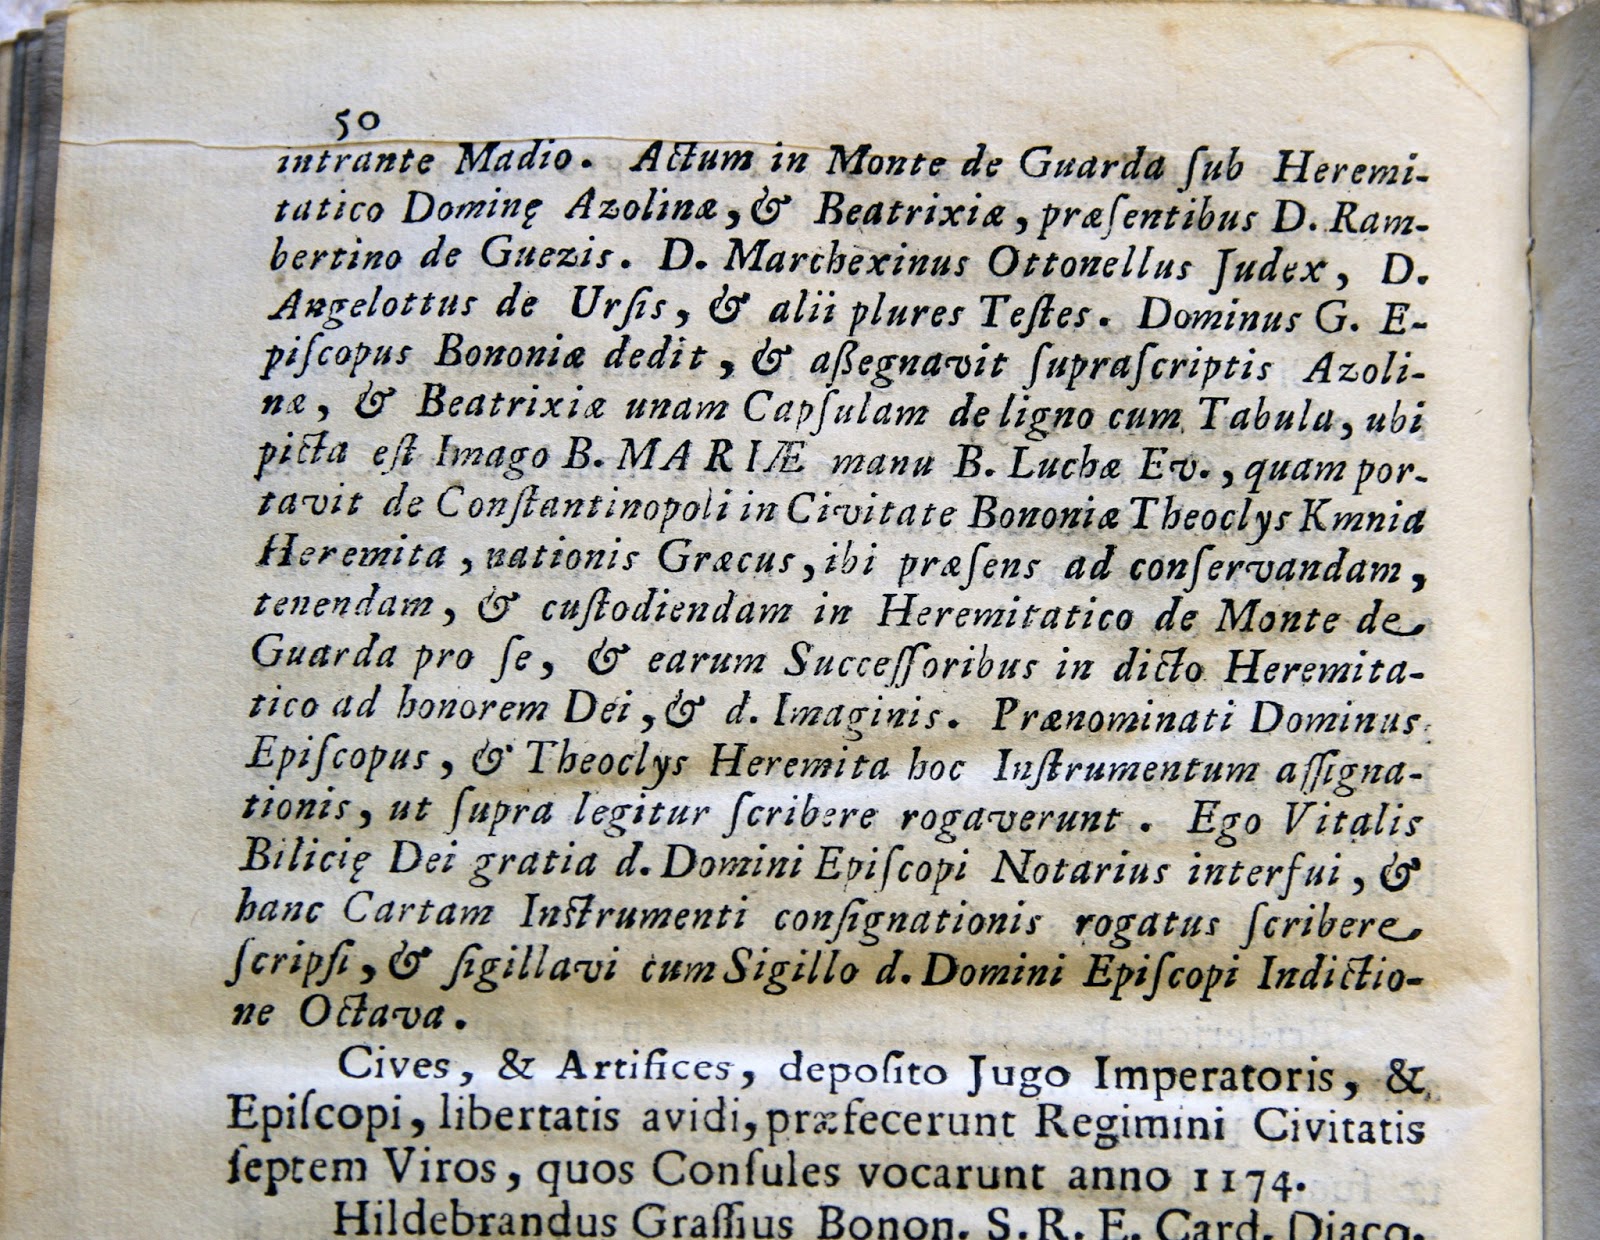 50
intrante Madio. Actum in Monte de Guarda ſub Heremi-
tatico Dominę Azolinæ, & Beatrixiæ, præſentibus D. Ram-
bertino de Guezis. D. Marchexinus Ottonellus Judex, D.
Angelottus de Urſis, & alii plures Teſtes. Dominus G. E-
piſcopus Bononiæ dedit, & aßegnavit ſupraſcriptis Azoli-
næ, & Beatrixiæ unam Capſulam de ligno cum Tabula, ubi
picta eſt Imago B. MARIÆ manu B. Luchæ Ev., quam por-
tavit de Conſtantinopoli in Civitate Bononiæ Theoclys Kmnia
Heremita, nationis Græcus, ibi præſens ad conſervandam,
tenendam, & cuſtodiendam in Heremitatico de Monte de
Guarda pro ſe, & earum Succeſſoribus in dicto Heremita-
tico ad honorem Dei, & d. Imaginis. Prænominati Dominus
Epiſcopus, & Theoclys Heremita hoc Inſtrumentum aſſigna-
tionis, ut ſupra legitur ſcribere rogaverunt. Ego Vitalis
Bilicię Dei gratia d. Domini Epiſcopi Notarius interfui, &
hanc Cartam Inſtrumenti conſignationis rogatus ſcribere
ſcripſi, & ſigillavi cum Sigillo d. Domini Epiſcopi Indictio-
ne Octava.
Cives, & Artifices, depoſito Jugo Imperatoris, &
Epiſcopi, libertatis avidi, præfecerunt Regimini Civitatis
ſeptem Viros, quos Conſules vocarunt anno 1174.
Hildebrandus Graſſius Bonon. S. R. E. Card. Diaco.